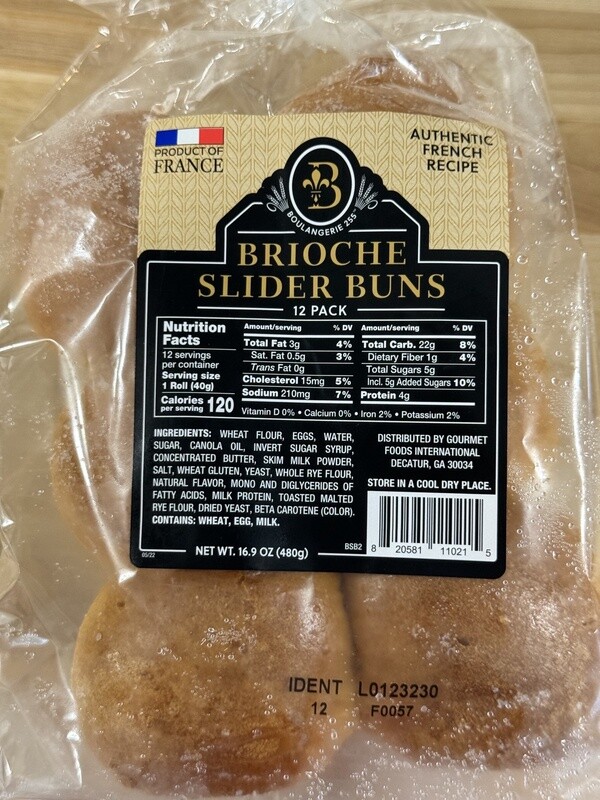 PRODUCT OF
FRANCE
AUTHENTIC
FRENCH
RECIPE
B
BOULANGERIE 255™
BRIOCHE
SLIDER BUNS
12 PACK
Nutrition
Facts
12 servings
per container
Serving size
1 Roll (40g)
Calories 120
per serving
Amount/serving % DV
Total Fat 3g 4%
Sat. Fat 0.5g 3%
Trans Fat 0g
Cholesterol 15mg 5%
Sodium 210mg 7%
Amount/serving % DV
Total Carb. 22g 8%
Dietary Fiber 1g 4%
Total Sugars 5g
Incl. 5g Added Sugars 10%
Protein 4g
Vitamin D 0% • Calcium 0% • Iron 2% • Potassium 2%
INGREDIENTS: WHEAT FLOUR, EGGS, WATER,
SUGAR, CANOLA OIL, INVERT SUGAR SYRUP,
CONCENTRATED BUTTER, SKIM MILK POWDER,
SALT, WHEAT GLUTEN, YEAST, WHOLE RYE FLOUR,
NATURAL FLAVOR, MONO AND DIGLYCERIDES OF
FATTY ACIDS, MILK PROTEIN, TOASTED MALTED
RYE FLOUR, DRIED YEAST, BETA CAROTENE (COLOR).
CONTAINS: WHEAT, EGG, MILK.
DISTRIBUTED BY GOURMET
FOODS INTERNATIONAL
DECATUR, GA 30034
STORE IN A COOL DRY PLACE.
8 20581 11021 5
BSB2
05/22
NET WT. 16.9 OZ (480g)
IDENT L0123230
12 F0057